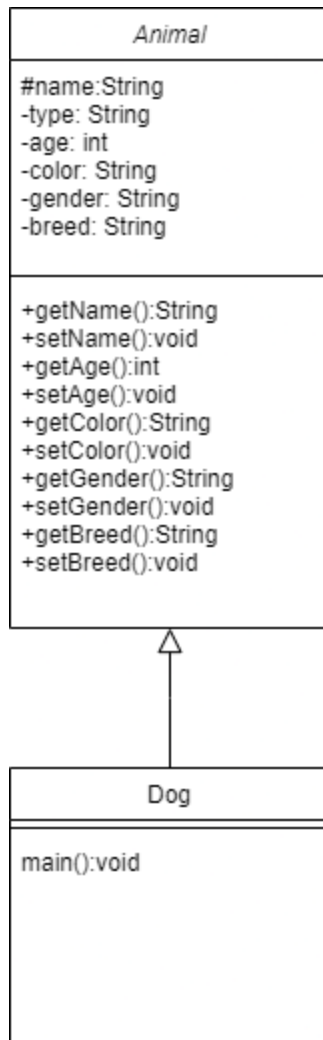 Animal
#name:String
-type: String
-age: int
-color: String
-gender: String
-breed: String
+getName():String
+setName():void
+getAge():int
+setAge():void
+getColor():String
+setColor():void
+getGender():String
+setGender():void
+getBreed():String
+setBreed():void
Dog
main():void